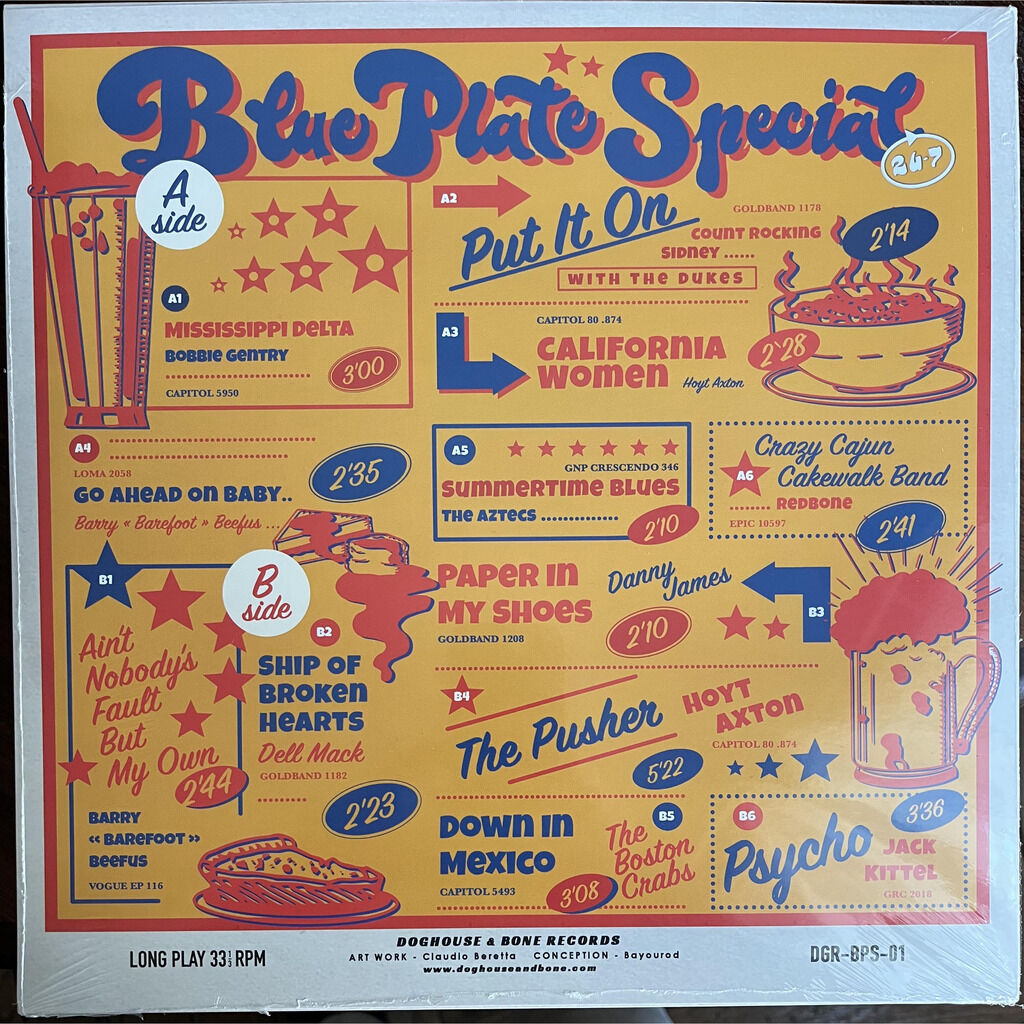 Blue Plate Special
24-7
A side
A1
Mississippi Delta
Bobbie Gentry
3'00
CAPITOL 5950
A2
Put It On
GOLDBAND 1178
Count Rocking
Sidney ......
With the Dukes
2'14
A3
CAPITOL 80 .874
California
Women
Hoyt Axton
2'28
A4
LOMA 2058
Go Ahead on Baby..
Barry « Barefoot » Beefus ...
2'35
A5
GNP CRESCENDO 346
Summertime Blues
The Aztecs
2'10
A6
Crazy Cajun
Cakewalk Band
Redbone
EPIC 10597
2'41
B side
B1
Ain't
Nobody's
Fault
But
My Own
2'44
Barry
« Barefoot »
Beefus
VOGUE EP 116
B2
Ship of
Broken
Hearts
Dell Mack
GOLDBAND 1182
2'23
B3
Paper in
My Shoes
GOLDBAND 1208
Danny
James
2'10
B4
The Pusher
Hoyt
Axton
CAPITOL 80 .874
5'22
B5
Down in
Mexico
CAPITOL 5493
The
Boston
Crabs
3'08
B6
Psycho
3'36
Jack
Kittel
GRC 2018
LONG PLAY 33 1/3 RPM
DOGHOUSE & BONE RECORDS
ART WORK - Claudio Beretta CONCEPTION - Bayourod
www.doghouseandbone.com
DGR-BPS-01